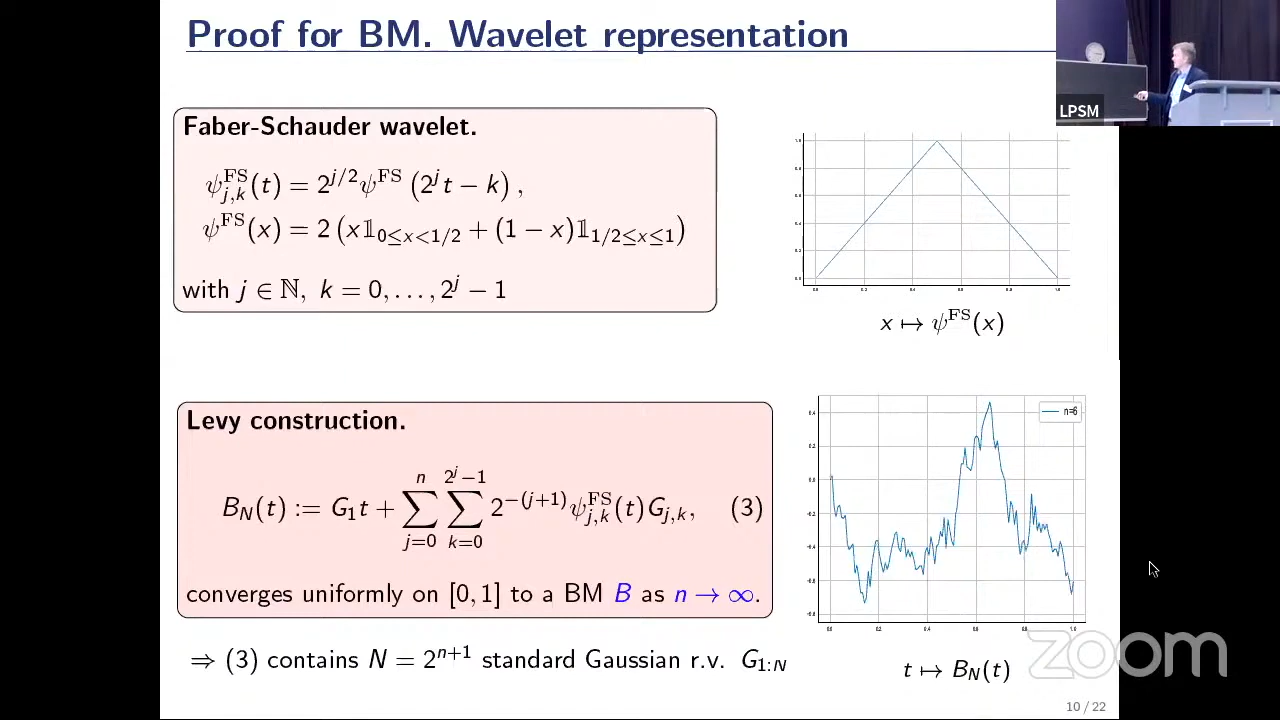 Proof for BM. Wavelet representation
LPSM
Faber-Schauder wavelet.
ψ^FS_{j,k}(t) = 2^{j/2}ψ^FS (2^j t − k) ,
ψ^FS(x) = 2 (x𝟙_{0≤x<1/2} + (1 − x)𝟙_{1/2≤x≤1})
with j ∈ ℕ, k = 0, . . . , 2^j − 1
x ↦ ψ^FS(x)
Levy construction.
B_N(t) := G_1 t + ∑_{j=0}^{n} ∑_{k=0}^{2^j−1} 2^{−(j+1)} ψ^FS_{j,k}(t) G_{j,k}, (3)
converges uniformly on [0, 1] to a BM B as n → ∞.
n=6
⇒ (3) contains N = 2^{n+1} standard Gaussian r.v. G_{1:N}
t ↦ B_N(t)
zoom
10 / 22